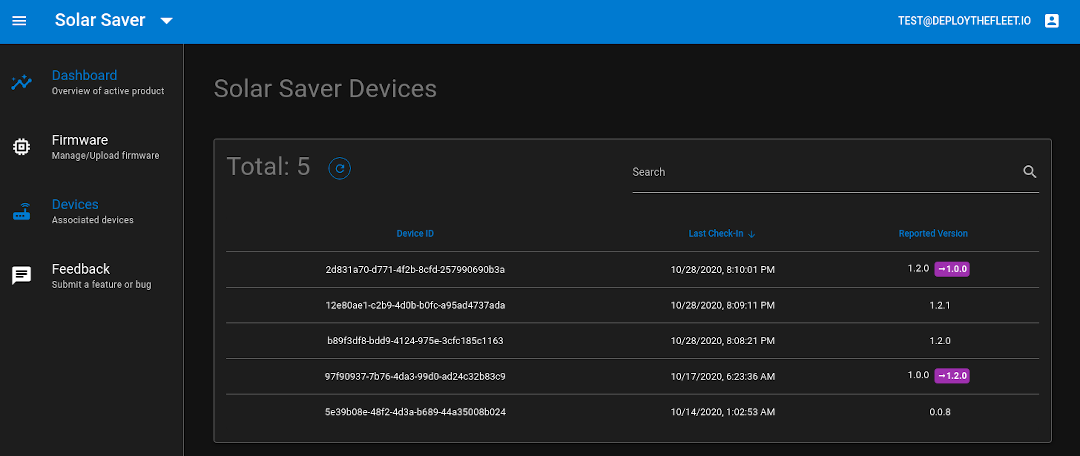 Solar Saver
TEST@DEPLOYTHEFLEET.IO
Dashboard
Overview of active product
Firmware
Manage/Upload firmware
Devices
Associated devices
Feedback
Submit a feature or bug
Solar Saver Devices
Total: 5
Search
Device ID Last Check-In ↓ Reported Version
2d831a70-d771-4f2b-8cfd-257990690b3a 10/28/2020, 8:10:01 PM 1.2.0 →1.0.0
12e80ae1-c2b9-4d0b-b0fc-a95ad4737ada 10/28/2020, 8:09:11 PM 1.2.1
b89f3df8-bdd9-4124-975e-3cfc185c1163 10/28/2020, 8:08:21 PM 1.2.0
97f90937-7b76-4da3-99d0-ad24c32b83c9 10/17/2020, 6:23:36 AM 1.0.0 →1.2.0
5e39b08e-48f2-4d3a-b689-44a35008b024 10/14/2020, 1:02:53 AM 0.0.8